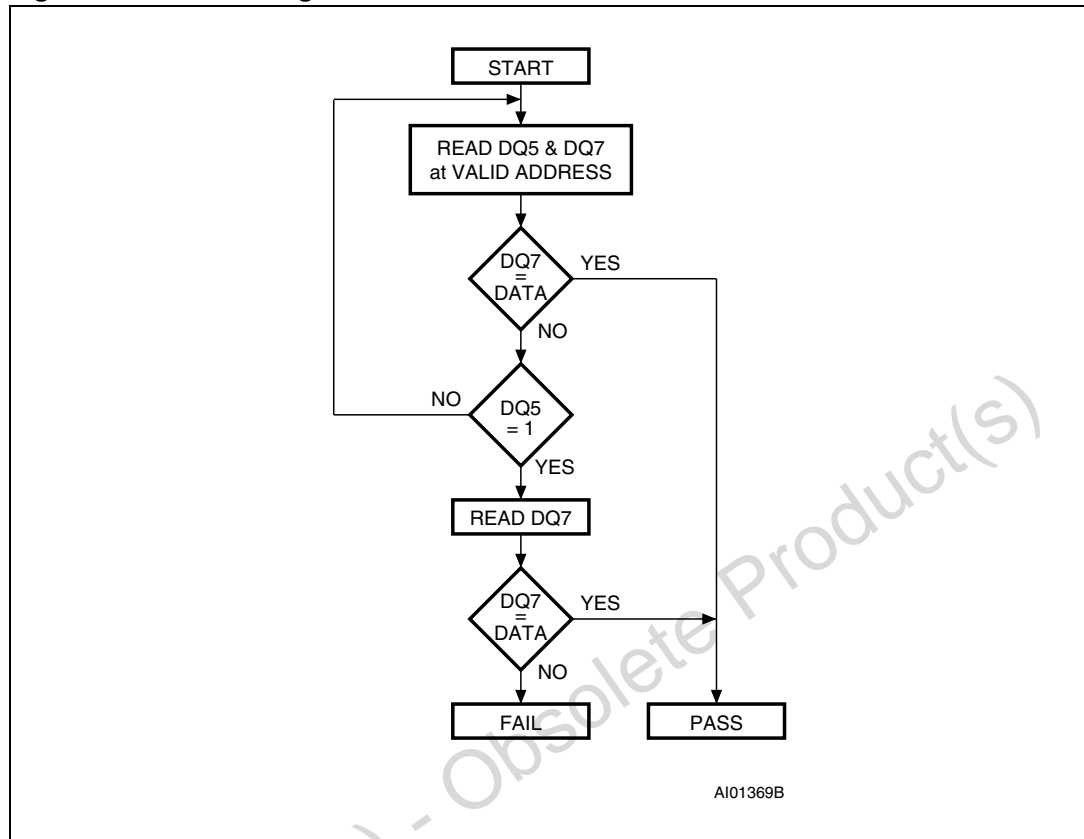 START
READ DQ5 & DQ7
at VALID ADDRESS
DQ7
=
DATA
YES
NO
NO
DQ5
= 1
YES
READ DQ7
DQ7
=
DATA
YES
NO
FAIL
PASS
AI01369B
- Obsolete Product(s)